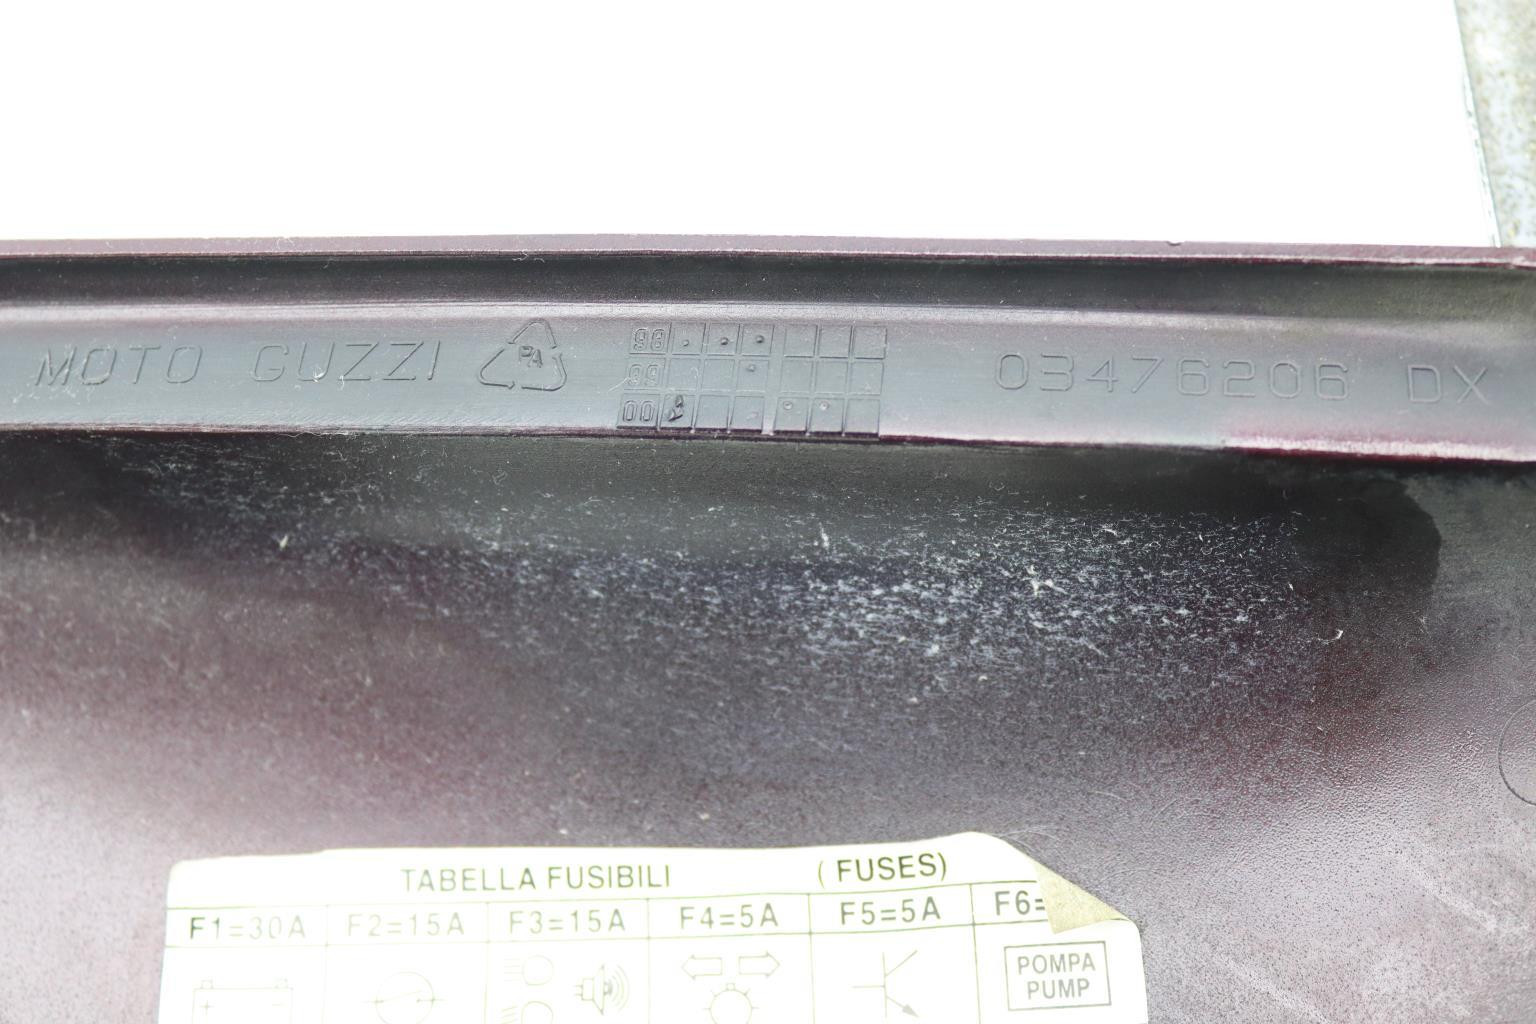 MOTO GUZZI PA 98 03476206 DX
99
00
TABELLA FUSIBILI (FUSES)
F1=30A F2=15A F3=15A F4=5A F5=5A F6=
POMPA
PUMP